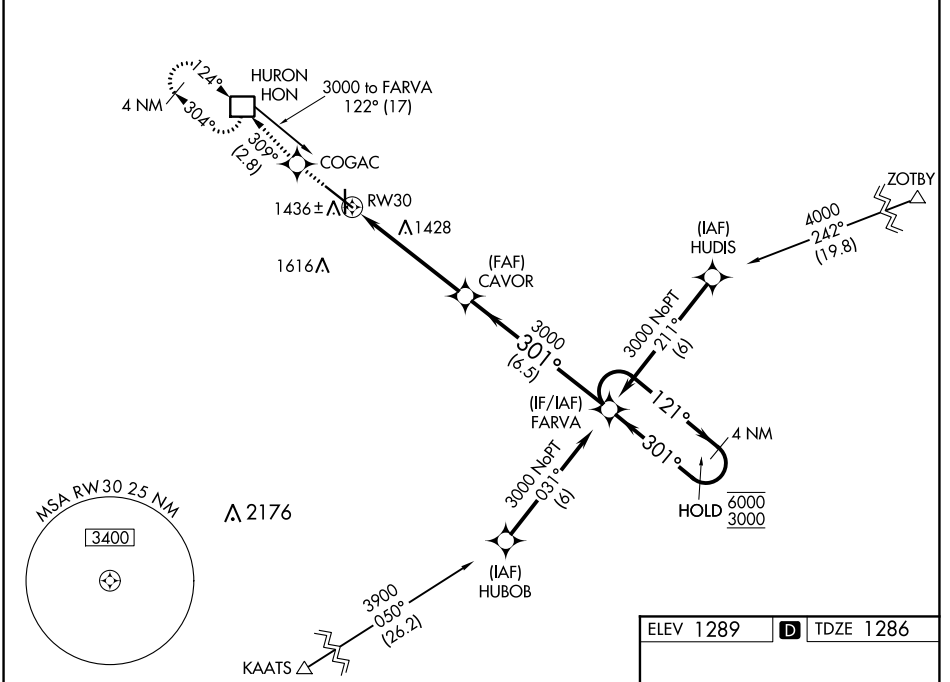 HURON
HON
124°
4 NM
304°
3000 to FARVA
122° (17)
309°
(2.8)
COGAC
RW30
1436±
1428
1616
ZOTBY
4000
242°
(19.8)
(IAF)
HUDIS
(FAF)
CAVOR
3000 NoPT
211°
(6)
3000
301°
(6.5)
(IF/IAF)
FARVA
121°
301°
4 NM
HOLD
6000
3000
3000 NoPT
031°
(6)
MSA RW30 25 NM
3400
2176
(IAF)
HUBOB
3900
050°
(26.2)
KAATS
ELEV 1289 D TDZE 1286